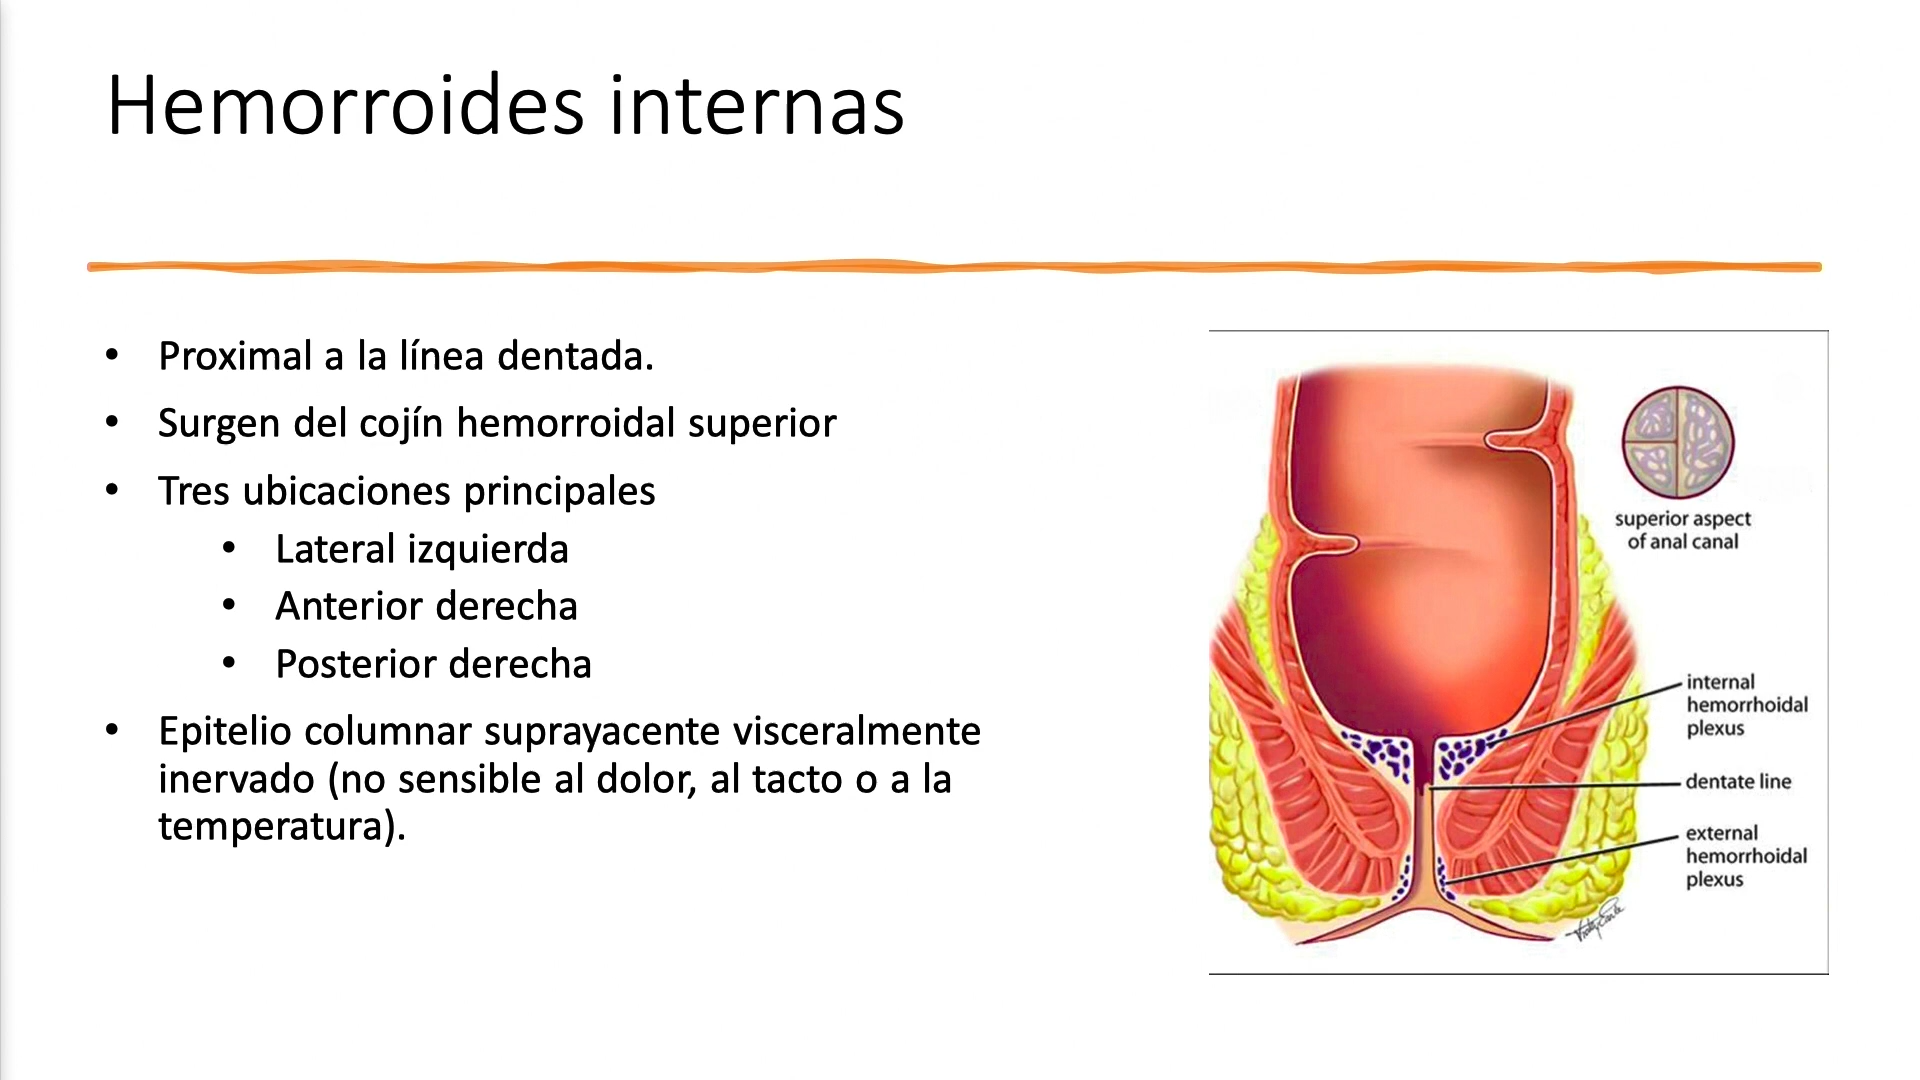 Hemorroides internas
• Proximal a la línea dentada.
• Surgen del cojín hemorroidal superior
• Tres ubicaciones principales
• Lateral izquierda
• Anterior derecha
• Posterior derecha
• Epitelio columnar suprayacente visceralmente
inervado (no sensible al dolor, al tacto o a la
temperatura).
superior aspect
of anal canal
internal
hemorrhoidal
plexus
dentate line
external
hemorrhoidal
plexus